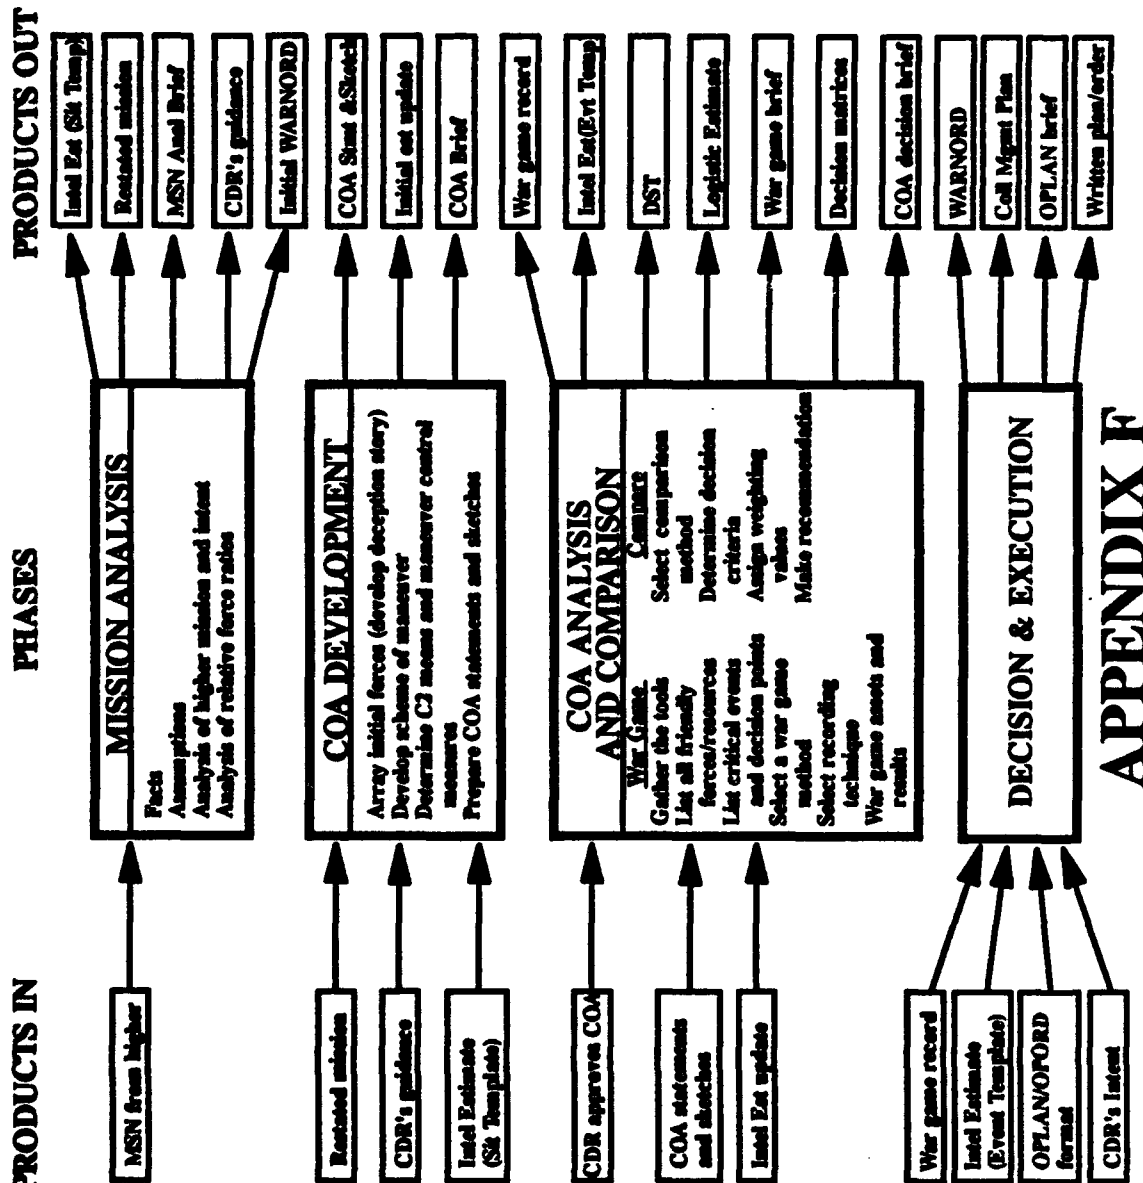 PRODUCTS IN
MSN from higher
Restated mission
CDR's guidance
Intel Estimate
(Sit Template)
CDR approves COA
COA statements
and sketches
Intel Est update
War game record
Intel Estimate
(Event Template)
OPLAN/OPORD
format
CDR's Intent
PHASES
MISSION ANALYSIS
Facts
Assumptions
Analysis of higher mission and intent
Analysis of relative force ratios
COA DEVELOPMENT
Array initial forces (develop deception story)
Develop scheme of maneuver
Determine C2 means and maneuver control
measures
Prepare COA statements and sketches
COA ANALYSIS
AND COMPARISON
War Game
Gather the tools
List all friendly
forces/resources
List critical events
and decision points
Select a war game
method
Select recording
technique
War game assets and
results
Compare
Select comparison
method
Determine decision
criteria
Assign weighting
values
Make recommendation
DECISION & EXECUTION
PRODUCTS OUT
Intel Est (Sit Temp)
Restated mission
MSN Anal Brief
CDR's guidance
Initial WARNORD
COA Stmt &Sketch
Initial est update
COA Brief
War game record
Intel Est(Evt Temp)
DST
Logistic Estimate
War game brief
Decision matrices
COA decision brief
WARNORD
Coll Mgmt Plan
OPLAN brief
Written plan/order
APPENDIX F